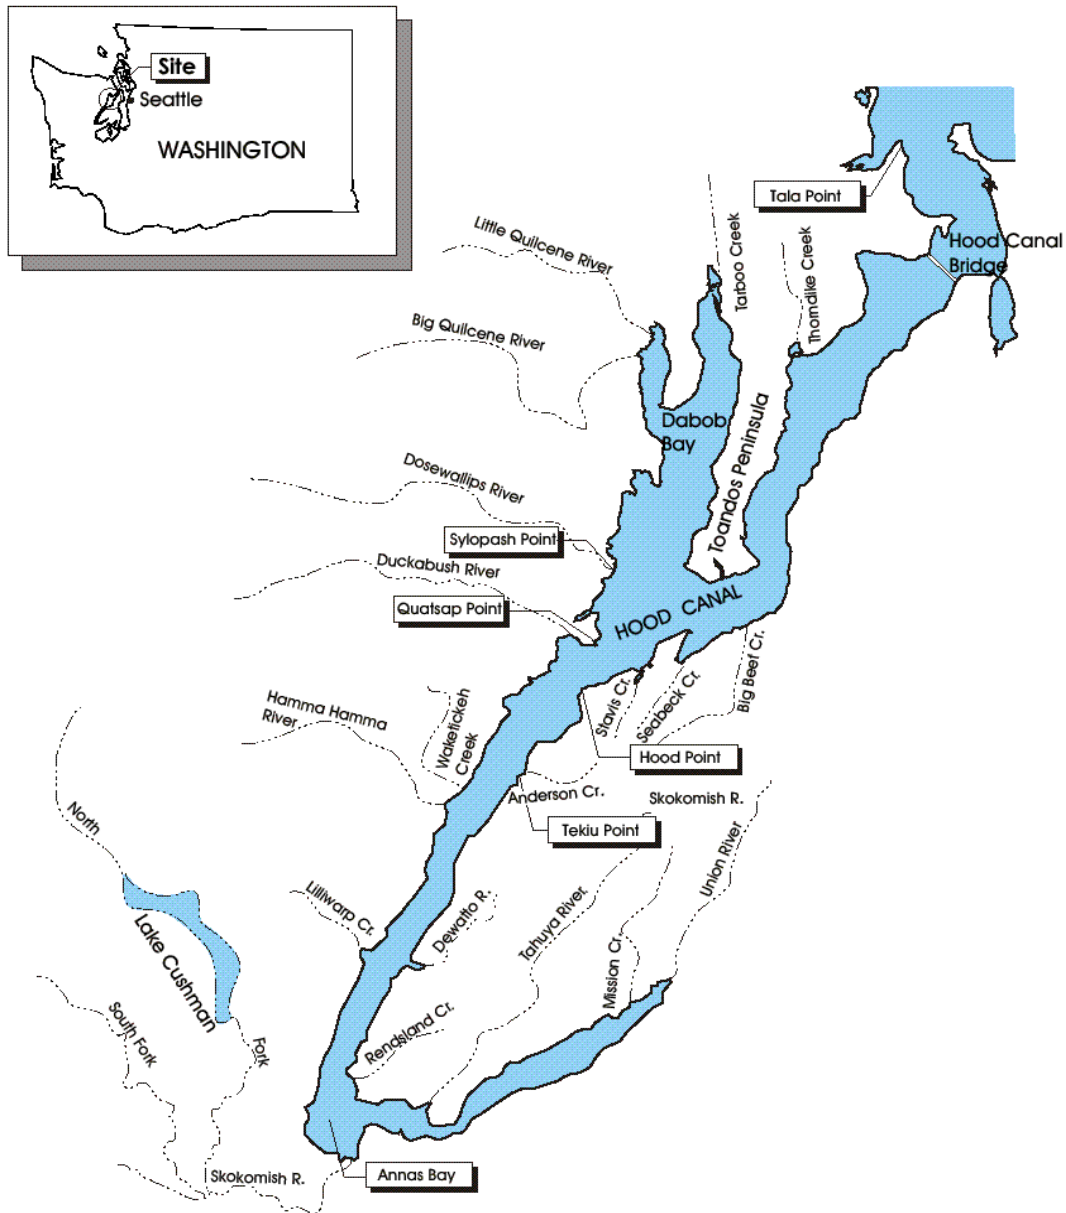 Site
Seattle
WASHINGTON
Tala Point
Hood Canal
Bridge
Little Quilcene River
Tarboo Creek
Thorndike Creek
Big Quilcene River
Dabob
Bay
Toandos Peninsula
Dosewallips River
Sylopash Point
Duckabush River
Quatsap Point
HOOD CANAL
Big Beef Cr.
Stavis Cr.
Seabeck Cr.
Hamma Hamma
River
Waketickeh
Creek
Hood Point
Anderson Cr.
Skokomish R.
Tekiu Point
North
Union River
Lilliwarp Cr.
Dewatto R.
Tahuya River
Mission Cr.
Lake Cushman
South Fork
Fork
Rendsland Cr.
Skokomish R.
Annas Bay